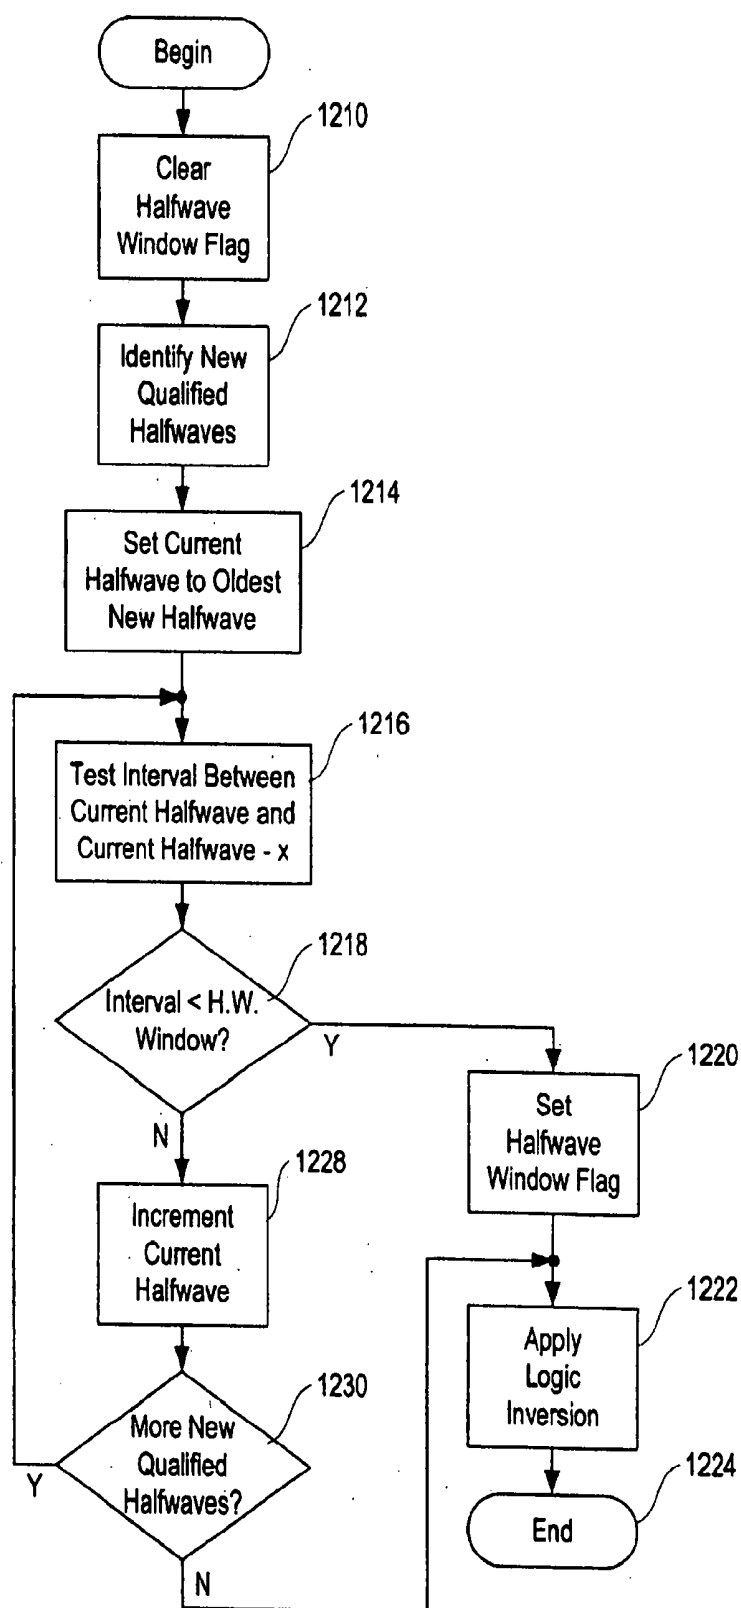 Begin
1210
Clear
Halfwave
Window Flag
1212
Identify New
Qualified
Halfwaves
1214
Set Current
Halfwave to Oldest
New Halfwave
1216
Test Interval Between
Current Halfwave and
Current Halfwave - x
1218
Interval < H.W.
Window?
Y
N
1220
Set
Halfwave
Window Flag
1228
Increment
Current
Halfwave
1222
Apply
Logic
Inversion
1230
More New
Qualified
Halfwaves?
Y
N
1224
End